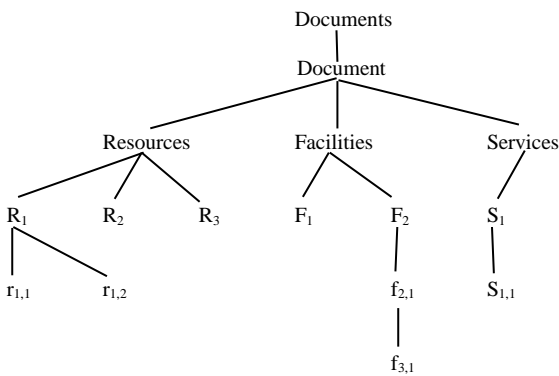 Documents
Document
Resources Facilities Services
R1 R2 R3 F1 F2 S1
r1,1 r1,2 f2,1 S1,1
f3,1